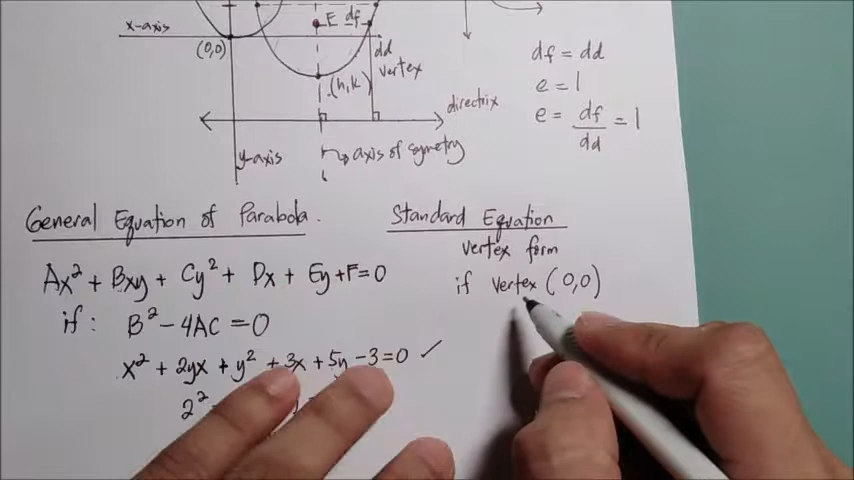 x-axis
E df
(0,0)
dd
vertex
(h,k)
directrix
y-axis
axis of symetry
df = dd
e = 1
e = df/dd = 1
General Equation of Parabola.
Ax² + Bxy + Cy² + Dx + Ey + F = 0
if : B² - 4AC = 0
x² + 2yx + y² + 3x + 5y - 3 = 0 ✓
2²
Standard Equation
vertex form
if vertex (0,0)